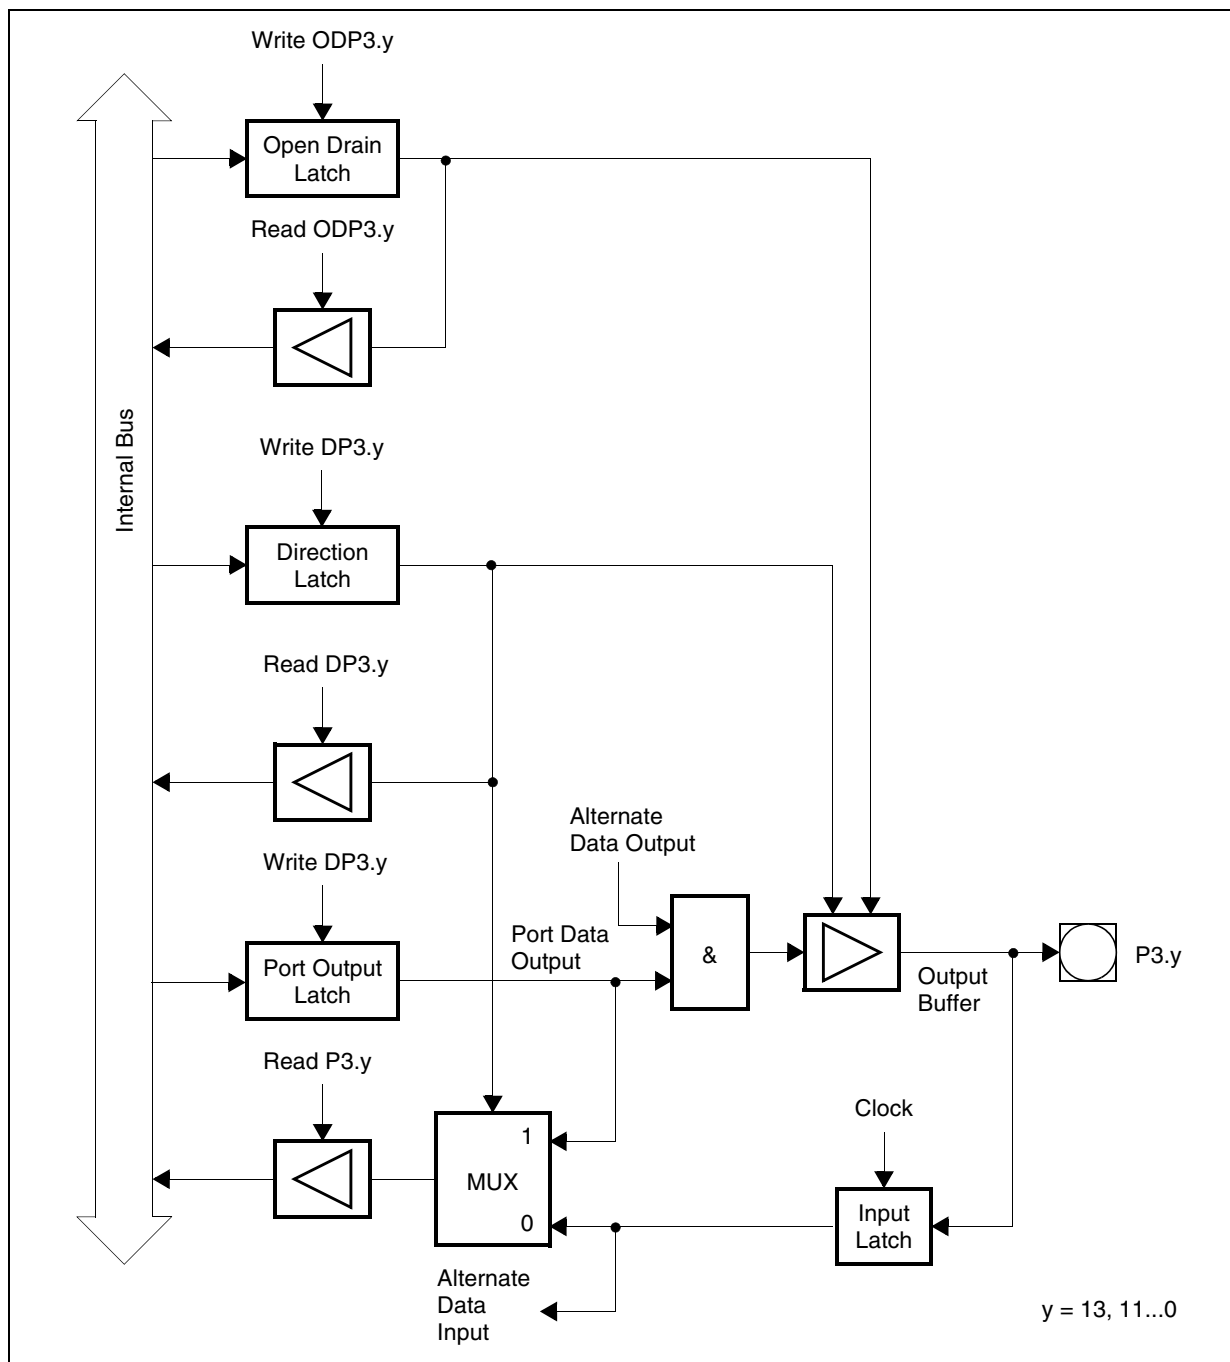 Write ODP3.y
Open Drain
Latch
Read ODP3.y
Internal Bus
Write DP3.y
Direction
Latch
Read DP3.y
Alternate
Data Output
Write DP3.y
Port Data
Output
&
Port Output
Latch
P3.y
Output
Buffer
Read P3.y
Clock
1
MUX
0
Input
Latch
Alternate
Data
Input
y = 13, 11...0